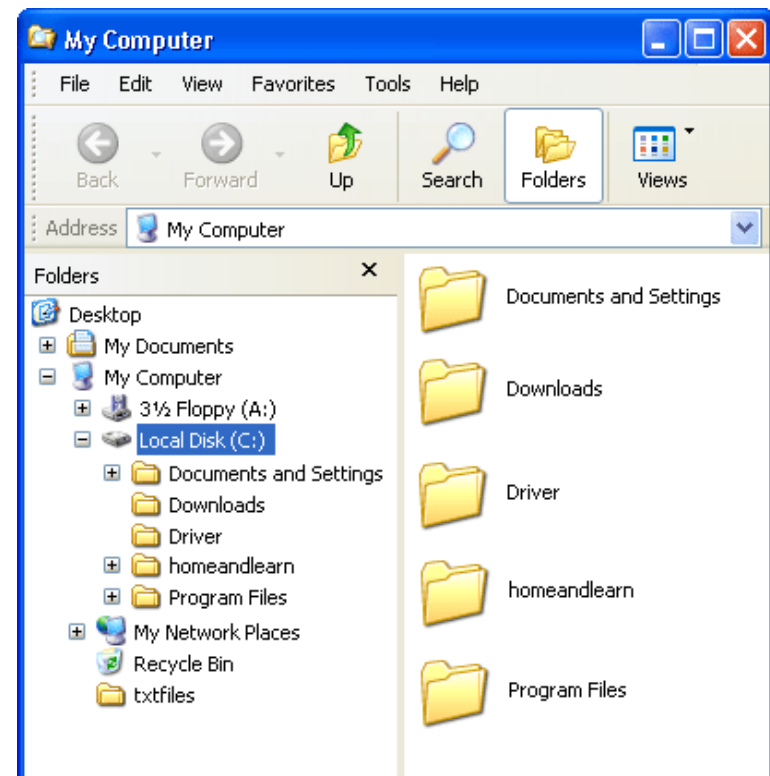 My Computer
File Edit View Favorites Tools Help
Back Forward Up Search Folders Views
Address My Computer
Folders
Desktop
My Documents
My Computer
3½ Floppy (A:)
Local Disk (C:)
Documents and Settings
Downloads
Driver
homeandlearn
Program Files
My Network Places
Recycle Bin
txtfiles
Documents and Settings
Downloads
Driver
homeandlearn
Program Files